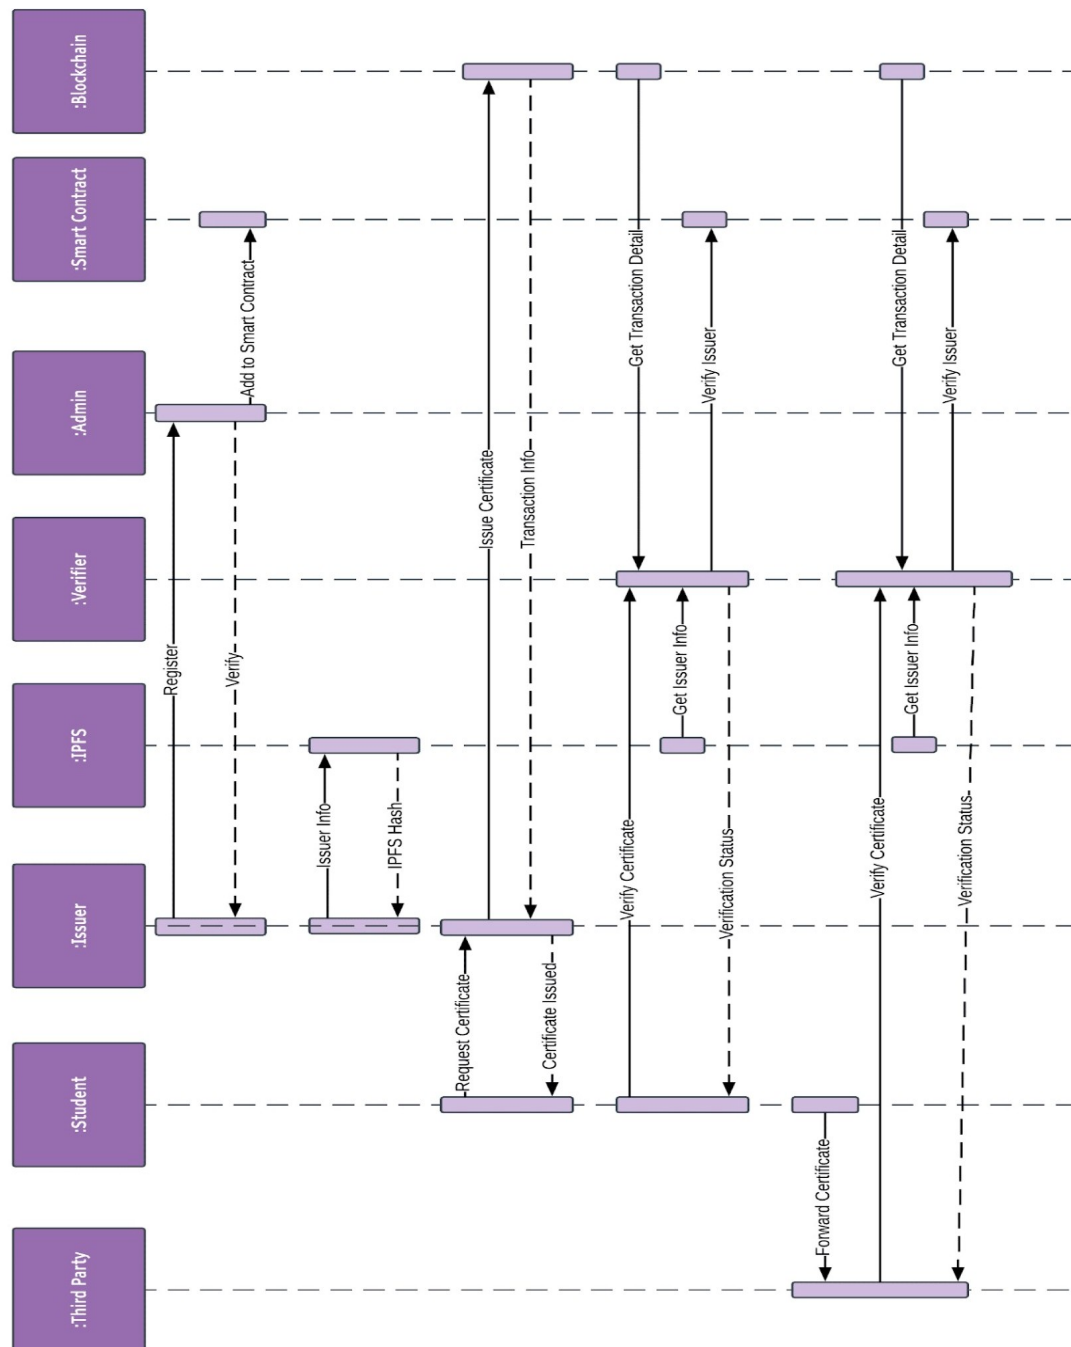 :Third Party
:Student
:Issuer
:IPFS
:Verifier
:Admin
:Smart Contract
:Blockchain
Register
Verify
Add to Smart Contract
Issuer Info
IPFS Hash
Request Certificate
Issue Certificate
Transaction Info
Certificate Issued
Verify Certificate
Get Transaction Detail
Get Issuer Info
Verify Issuer
Verification Status
Forward Certificate
Verify Certificate
Get Transaction Detail
Get Issuer Info
Verify Issuer
Verification Status